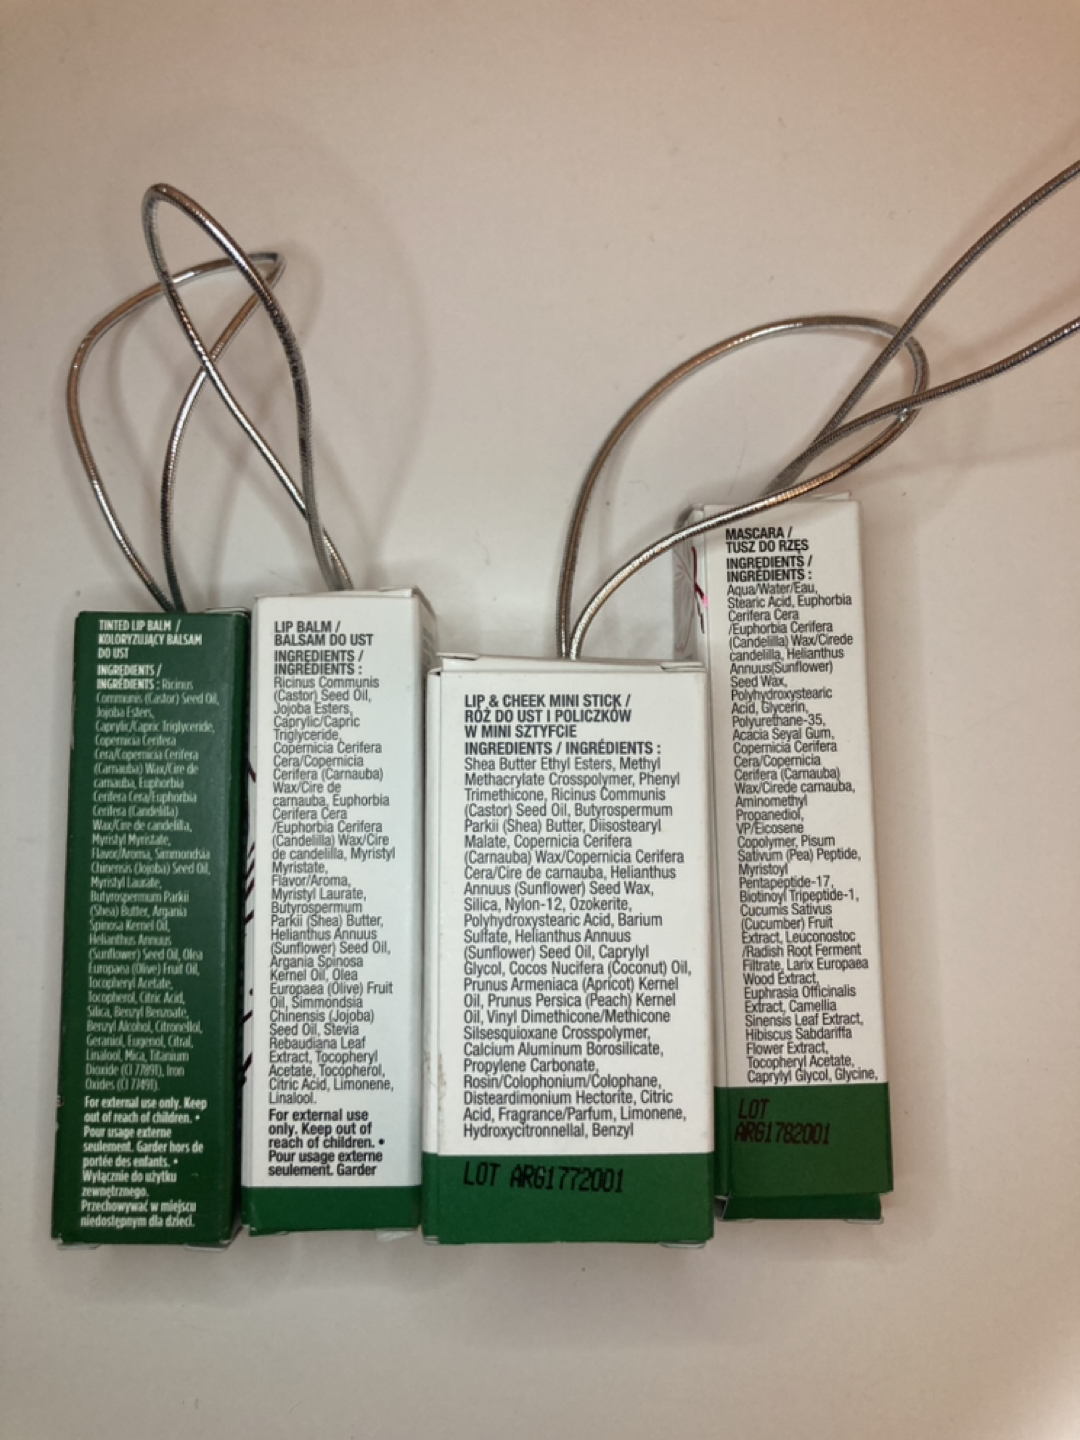 TINTED LIP BALM /
KOLORYZUJĄCY BALSAM
DO UST
INGREDIENTS /
INGRÉDIENTS : Ricinus
Communis (Castor) Seed Oil,
Jojoba Esters,
Caprylic/Capric Triglyceride,
Copernicia Cerifera
Cera/Copernicia Cerifera
(Carnauba) Wax/Cire de
carnauba, Euphorbia
Cerifera Cera/Euphorbia
Cerifera (Candelilla)
Wax/Cire de candelilla,
Myristyl Myristate,
Flavor/Aroma, Simmondsia
Chinensis (Jojoba) Seed Oil,
Myristyl Laurate,
Butyrospermum Parkii
(Shea) Butter, Argania
Spinosa Kernel Oil,
Helianthus Annuus
(Sunflower) Seed Oil, Olea
Europaea (Olive) Fruit Oil,
Tocopheryl Acetate,
Tocopherol, Citric Acid,
Silica, Benzyl Benzoate,
Benzyl Alcohol, Citronellol,
Geraniol, Eugenol, Citral,
Linalool, Mica, Titanium
Dioxide (CI 77891), Iron
Oxides (CI 77491).
For external use only. Keep
out of reach of children. •
Pour usage externe
seulement. Garder hors de
portée des enfants. •
Wyłącznie do użytku
zewnętrznego.
Przechowywać w miejscu
niedostępnym dla dzieci.
LIP BALM /
BALSAM DO UST
INGREDIENTS /
INGRÉDIENTS :
Ricinus Communis
(Castor) Seed Oil,
Jojoba Esters,
Caprylic/Capric
Triglyceride,
Copernicia Cerifera
Cera/Copernicia
Cerifera (Carnauba)
Wax/Cire de
carnauba, Euphorbia
Cerifera Cera
/Euphorbia Cerifera
(Candelilla) Wax/Cire
de candelilla, Myristyl
Myristate,
Flavor/Aroma,
Myristyl Laurate,
Butyrospermum
Parkii (Shea) Butter,
Helianthus Annuus
(Sunflower) Seed Oil,
Argania Spinosa
Kernel Oil, Olea
Europaea (Olive) Fruit
Oil, Simmondsia
Chinensis (Jojoba)
Seed Oil, Stevia
Rebaudiana Leaf
Extract, Tocopheryl
Acetate, Tocopherol,
Citric Acid, Limonene,
Linalool.
For external use
only. Keep out of
reach of children. •
Pour usage externe
seulement. Garder
LIP & CHEEK MINI STICK /
RÓŻ DO UST I POLICZKÓW
W MINI SZTYFCIE
INGREDIENTS / INGRÉDIENTS :
Shea Butter Ethyl Esters, Methyl
Methacrylate Crosspolymer, Phenyl
Trimethicone, Ricinus Communis
(Castor) Seed Oil, Butyrospermum
Parkii (Shea) Butter, Diisostearyl
Malate, Copernicia Cerifera
(Carnauba) Wax/Copernicia Cerifera
Cera/Cire de carnauba, Helianthus
Annuus (Sunflower) Seed Wax,
Silica, Nylon-12, Ozokerite,
Polyhydroxystearic Acid, Barium
Sulfate, Helianthus Annuus
(Sunflower) Seed Oil, Caprylyl
Glycol, Cocos Nucifera (Coconut) Oil,
Prunus Armeniaca (Apricot) Kernel
Oil, Prunus Persica (Peach) Kernel
Oil, Vinyl Dimethicone/Methicone
Silsesquioxane Crosspolymer,
Calcium Aluminum Borosilicate,
Propylene Carbonate,
Rosin/Colophonium/Colophane,
Disteardimonium Hectorite, Citric
Acid, Fragrance/Parfum, Limonene,
Hydroxycitronnellal, Benzyl
LOT ARG1772001
MASCARA /
TUSZ DO RZĘS
INGREDIENTS /
INGRÉDIENTS :
Aqua/Water/Eau,
Stearic Acid, Euphorbia
Cerifera Cera
/Euphorbia Cerifera
(Candelilla) Wax/Cirede
candelilla, Helianthus
Annuus(Sunflower)
Seed Wax,
Polyhydroxystearic
Acid, Glycerin,
Polyurethane-35,
Acacia Seyal Gum,
Copernicia Cerifera
Cera/Copernicia
Cerifera (Carnauba)
Wax/Cirede carnauba,
Aminomethyl
Propanediol,
VP/Eicosene
Copolymer, Pisum
Sativum (Pea) Peptide,
Myristoyl
Pentapeptide-17,
Biotinoyl Tripeptide-1,
Cucumis Sativus
(Cucumber) Fruit
Extract, Leuconostoc
/Radish Root Ferment
Filtrate, Larix Europaea
Wood Extract,
Euphrasia Officinalis
Extract, Camellia
Sinensis Leaf Extract,
Hibiscus Sabdariffa
Flower Extract,
Tocopheryl Acetate,
Caprylyl Glycol, Glycine,
LOT
ARG1782001